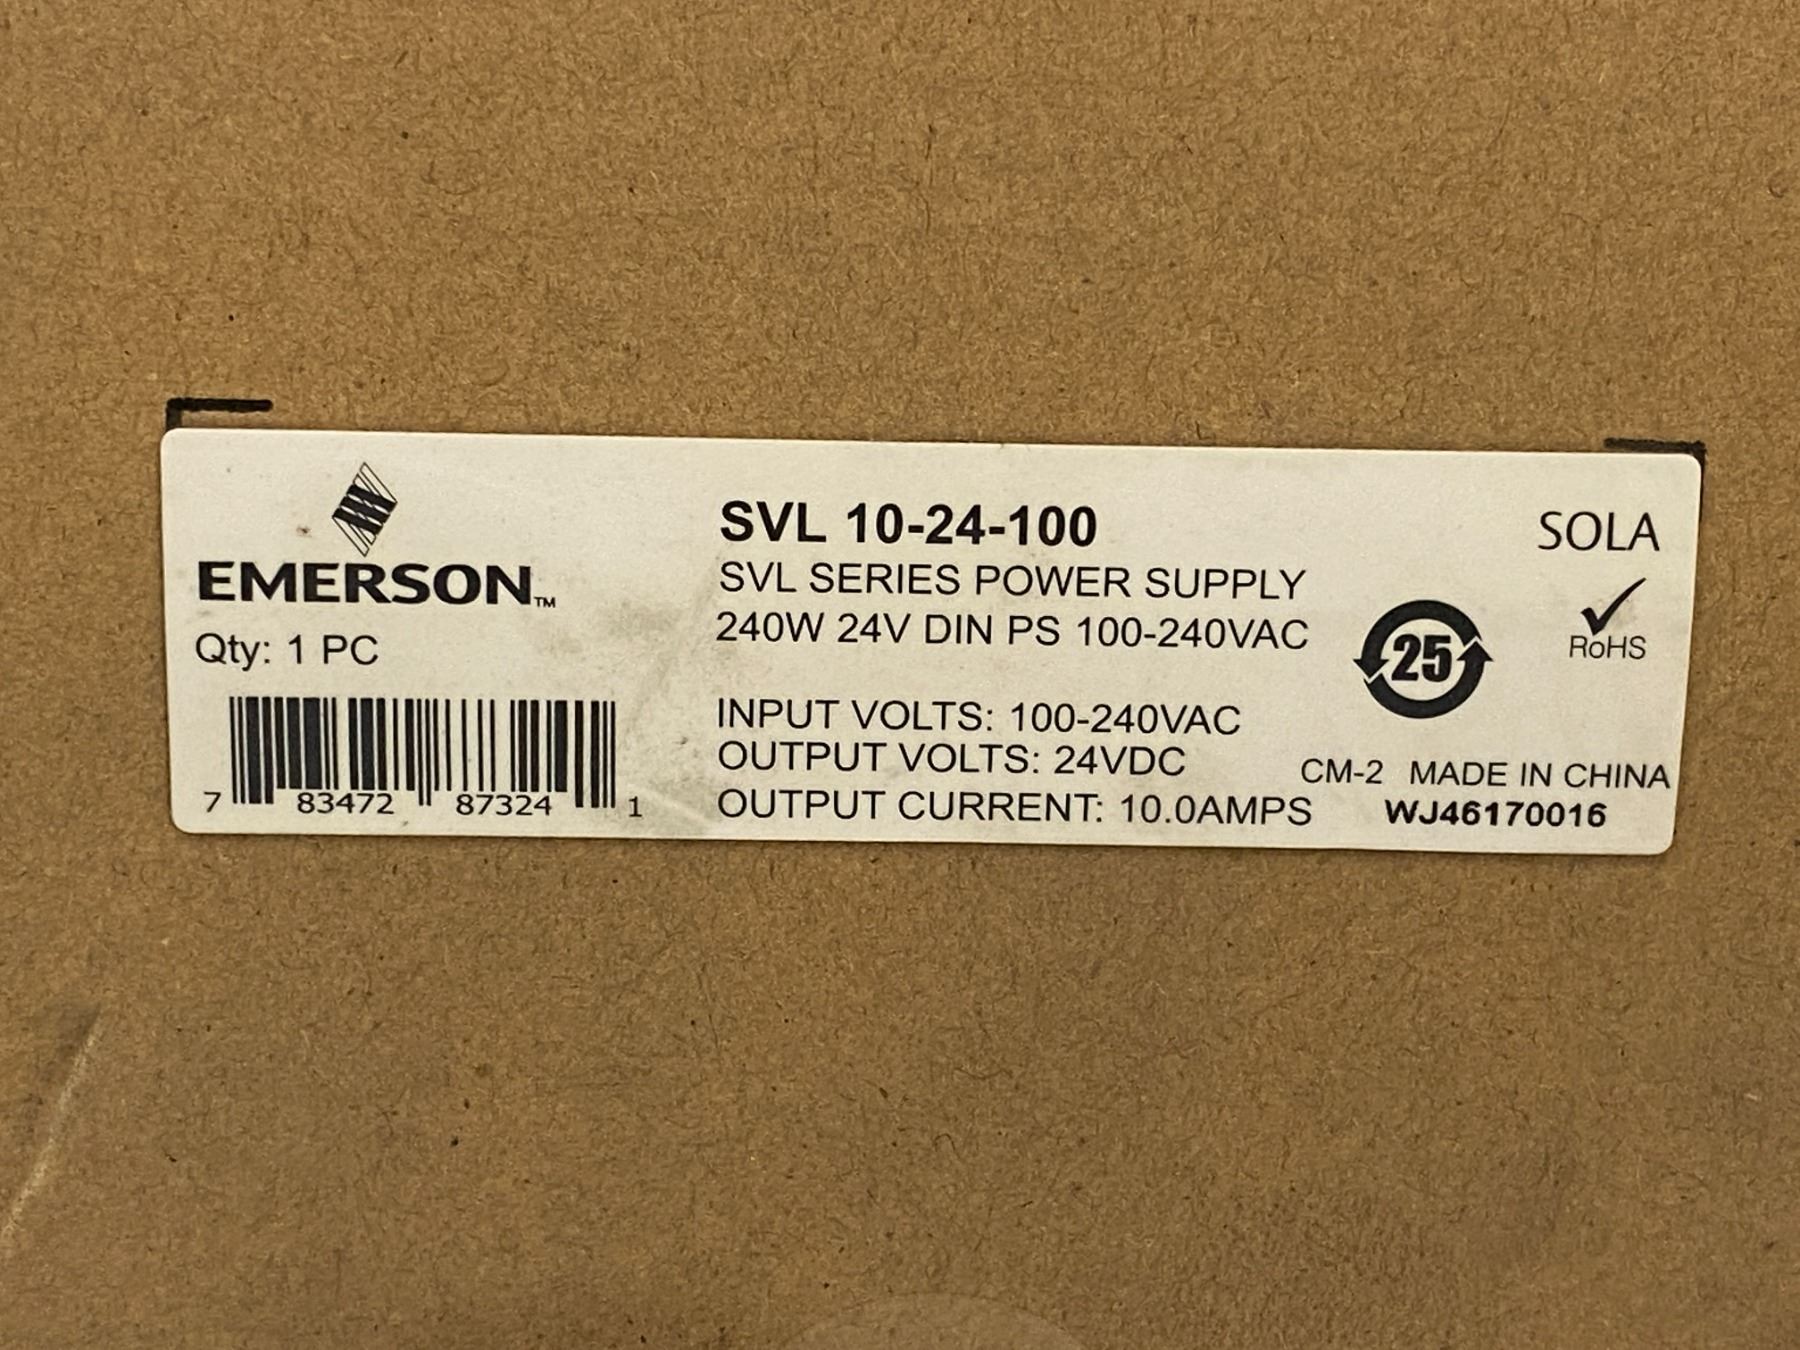 EMERSON™
Qty: 1 PC
7 83472 87324 1
SVL 10-24-100
SVL SERIES POWER SUPPLY
240W 24V DIN PS 100-240VAC
INPUT VOLTS: 100-240VAC
OUTPUT VOLTS: 24VDC
OUTPUT CURRENT: 10.0AMPS
SOLA
25
RoHS
CM-2 MADE IN CHINA
WJ46170016